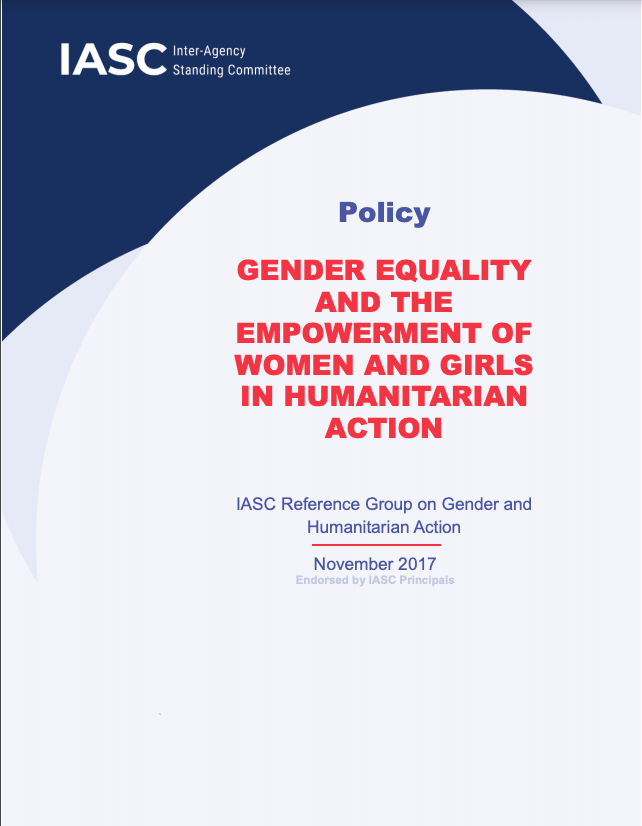 IASC Inter-Agency
Standing Committee
Policy
GENDER EQUALITY
AND THE
EMPOWERMENT OF
WOMEN AND GIRLS
IN HUMANITARIAN
ACTION
IASC Reference Group on Gender and
Humanitarian Action
November 2017
Endorsed by IASC Principals